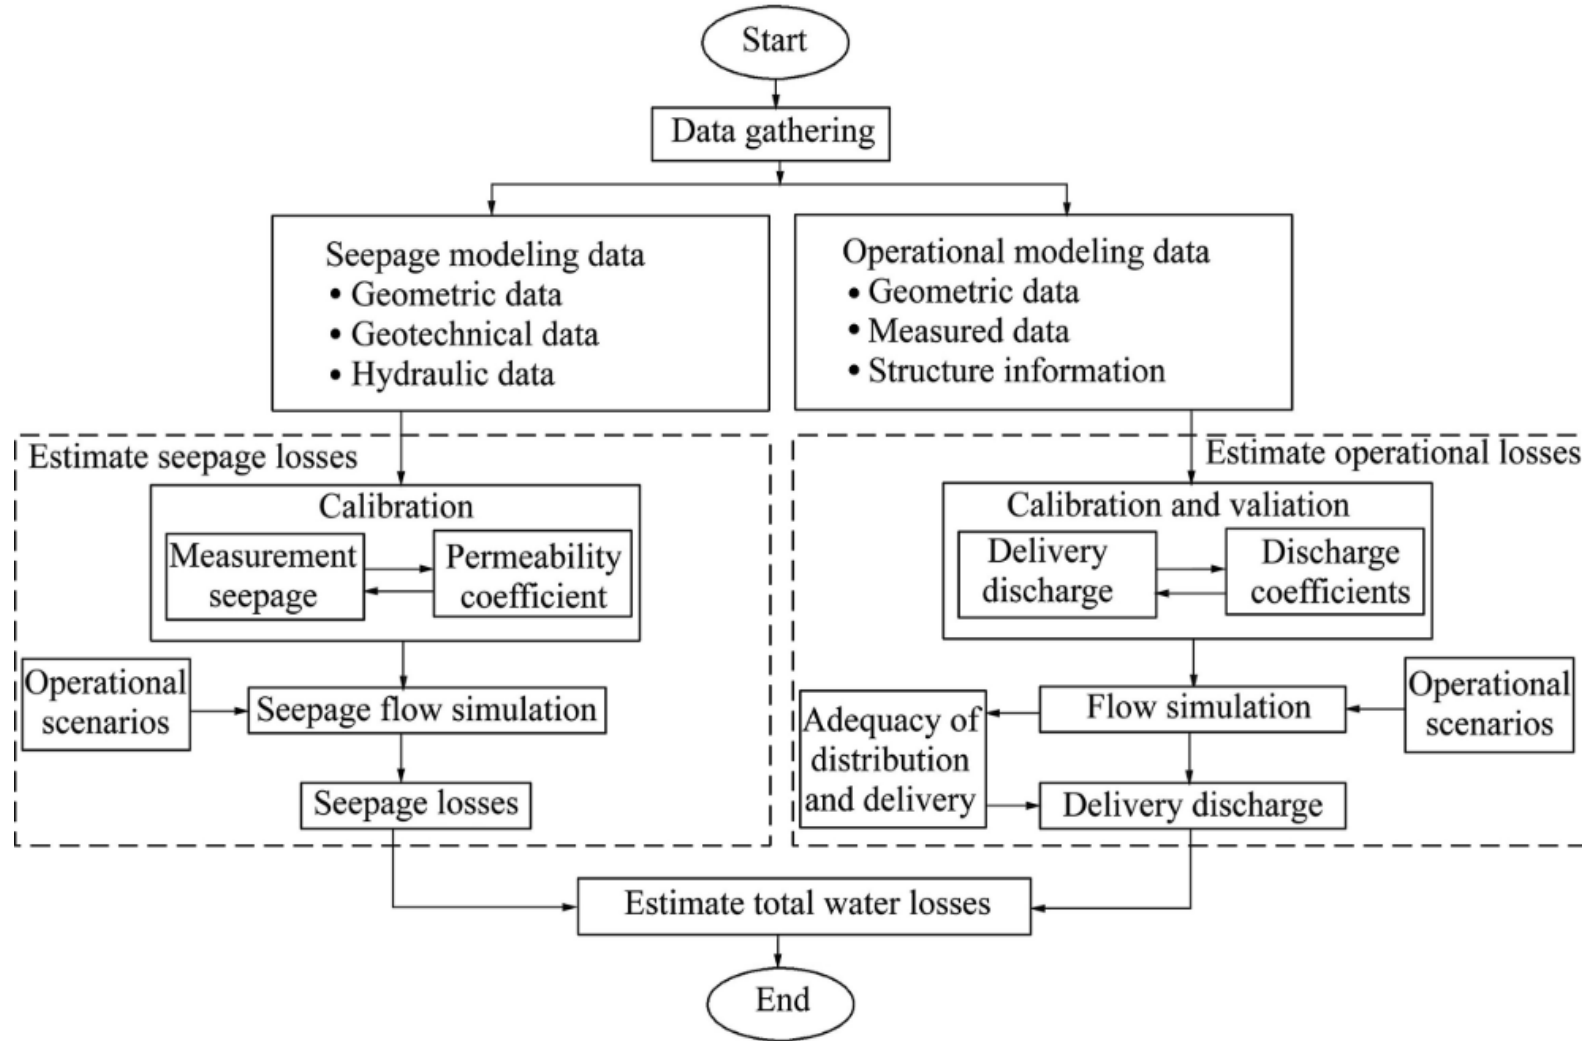 Start
Data gathering
Seepage modeling data
• Geometric data
• Geotechnical data
• Hydraulic data
Operational modeling data
• Geometric data
• Measured data
• Structure information
Estimate seepage losses
Calibration
Measurement
seepage
Permeability
coefficient
Operational
scenarios
Seepage flow simulation
Seepage losses
Estimate operational losses
Calibration and valiation
Delivery
discharge
Discharge
coefficients
Flow simulation
Operational
scenarios
Adequacy of
distribution
and delivery
Delivery discharge
Estimate total water losses
End